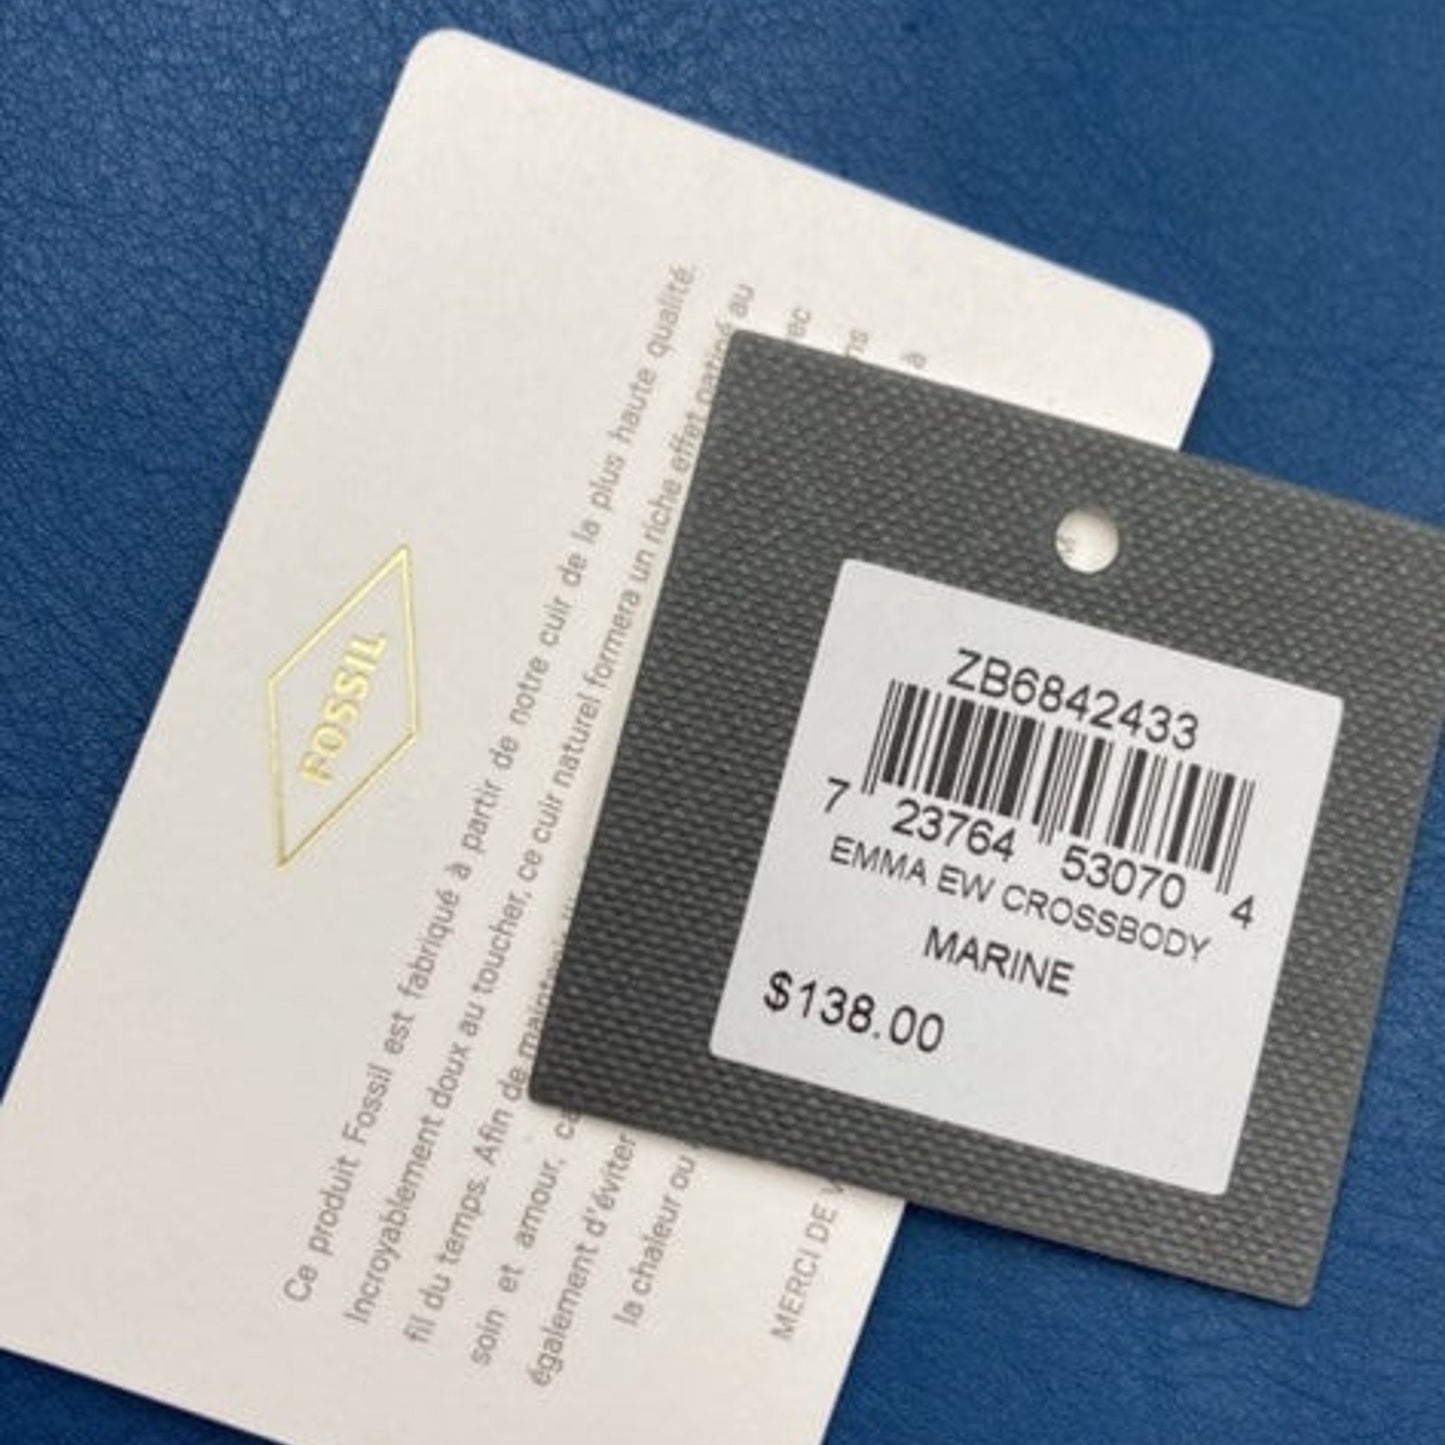 FOSSIL
Ce produit Fossil est fabriqué à partir de notre cuir de la plus haute qualité.
Incroyablement doux au toucher, ce cuir naturel formera un riche effet patiné au
fil du temps. Afin de
soin et amour,
également d'éviter
la chaleur ou
à
MERCI DE
ZB6842433
7 23764 53070 4
EMMA EW CROSSBODY
MARINE
$138.00